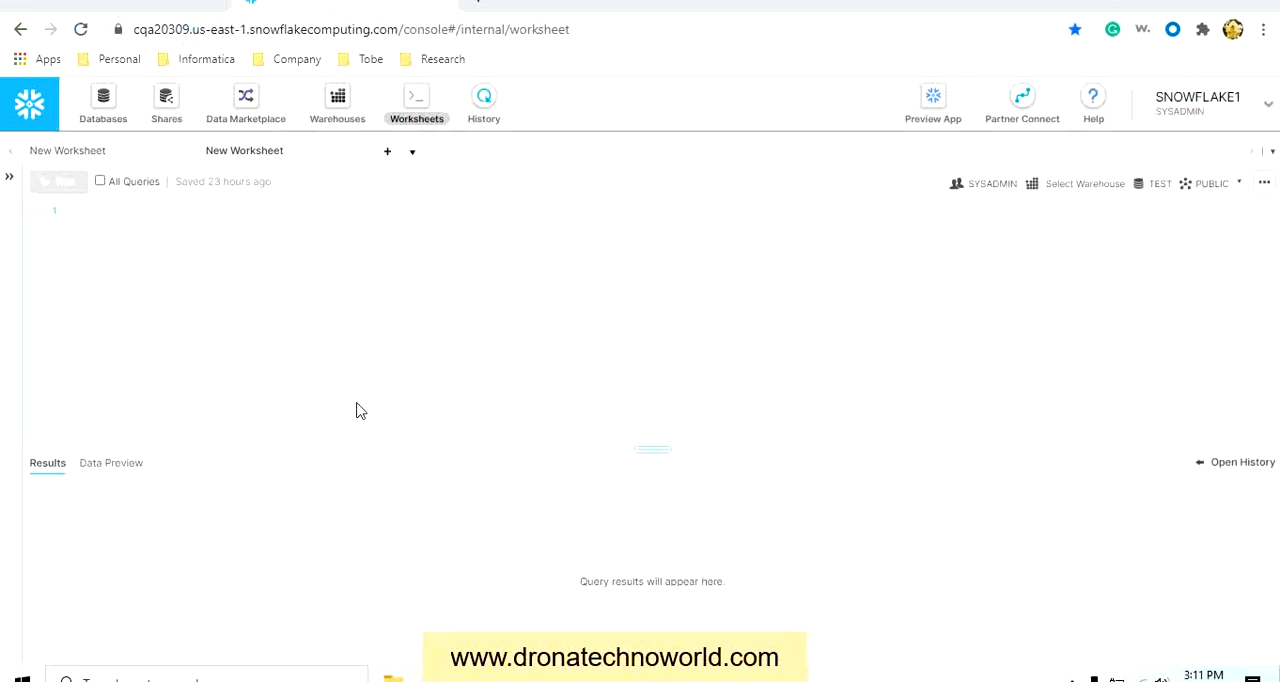 cqa20309.us-east-1.snowflakecomputing.com/console#/internal/worksheet
w.
Apps Personal Informatica Company Tobe Research
Databases Shares Data Marketplace Warehouses Worksheets History Preview App Partner Connect Help
SNOWFLAKE1
SYSADMIN
New Worksheet New Worksheet
All Queries | Saved 23 hours ago SYSADMIN Select Warehouse TEST PUBLIC
1
Results Data Preview Open History
Query results will appear here.
www.dronatechnoworld.com
3:11 PM